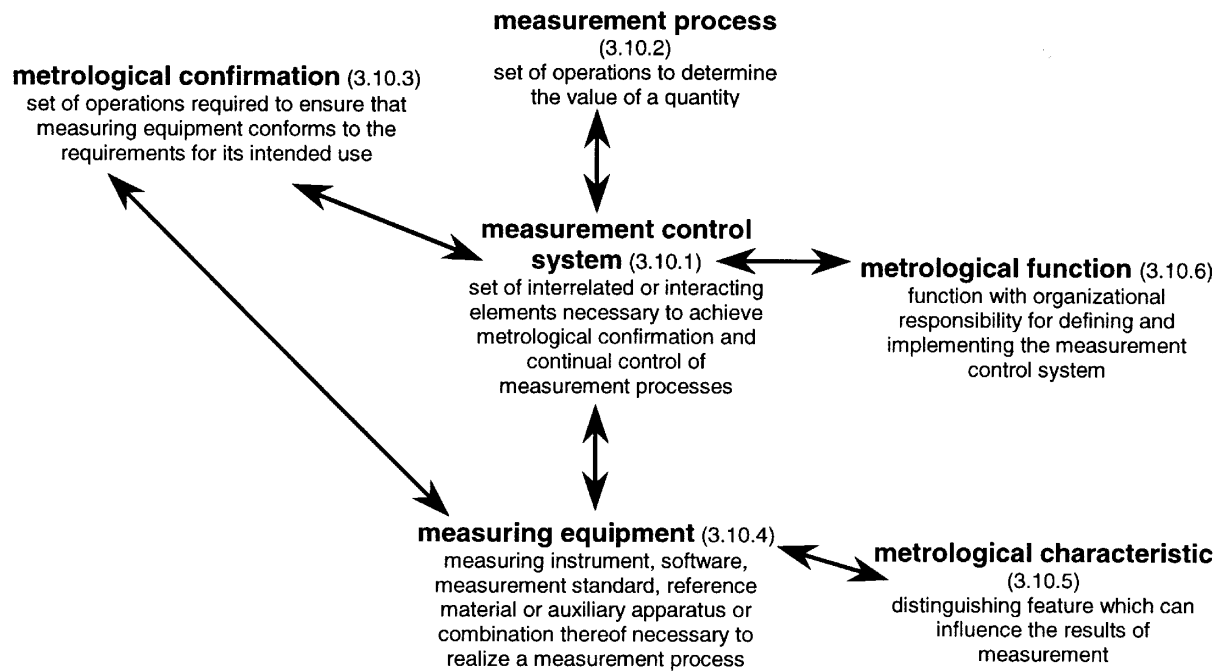 measurement process
(3.10.2)
set of operations to determine
the value of a quantity
metrological confirmation (3.10.3)
set of operations required to ensure that
measuring equipment conforms to the
requirements for its intended use
measurement control
system (3.10.1)
set of interrelated or interacting
elements necessary to achieve
metrological confirmation and
continual control of
measurement processes
metrological function (3.10.6)
function with organizational
responsibility for defining and
implementing the measurement
control system
measuring equipment (3.10.4)
measuring instrument, software,
measurement standard, reference
material or auxiliary apparatus or
combination thereof necessary to
realize a measurement process
metrological characteristic
(3.10.5)
distinguishing feature which can
influence the results of
measurement